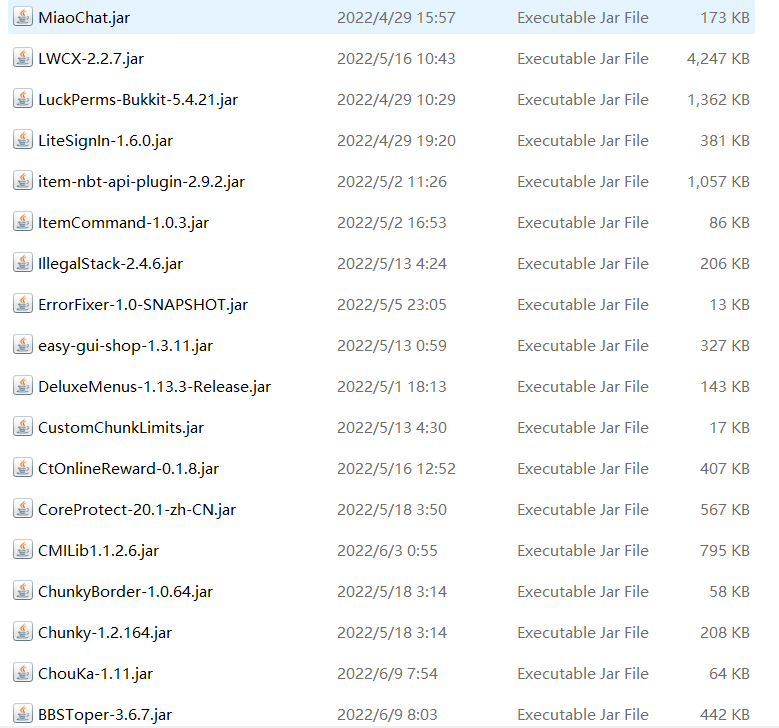 MiaoChat.jar 2022/4/29 15:57 Executable Jar File 173 KB
LWCX-2.2.7.jar 2022/5/16 10:43 Executable Jar File 4,247 KB
LuckPerms-Bukkit-5.4.21.jar 2022/4/29 10:29 Executable Jar File 1,362 KB
LiteSignIn-1.6.0.jar 2022/4/29 19:20 Executable Jar File 381 KB
item-nbt-api-plugin-2.9.2.jar 2022/5/2 11:26 Executable Jar File 1,057 KB
ItemCommand-1.0.3.jar 2022/5/2 16:53 Executable Jar File 86 KB
IllegalStack-2.4.6.jar 2022/5/13 4:24 Executable Jar File 206 KB
ErrorFixer-1.0-SNAPSHOT.jar 2022/5/5 23:05 Executable Jar File 13 KB
easy-gui-shop-1.3.11.jar 2022/5/13 0:59 Executable Jar File 327 KB
DeluxeMenus-1.13.3-Release.jar 2022/5/1 18:13 Executable Jar File 143 KB
CustomChunkLimits.jar 2022/5/13 4:30 Executable Jar File 17 KB
CtOnlineReward-0.1.8.jar 2022/5/16 12:52 Executable Jar File 407 KB
CoreProtect-20.1-zh-CN.jar 2022/5/18 3:50 Executable Jar File 567 KB
CMILib1.1.2.6.jar 2022/6/3 0:55 Executable Jar File 795 KB
ChunkyBorder-1.0.64.jar 2022/5/18 3:14 Executable Jar File 58 KB
Chunky-1.2.164.jar 2022/5/18 3:14 Executable Jar File 208 KB
ChouKa-1.11.jar 2022/6/9 7:54 Executable Jar File 64 KB
BBSToper-3.6.7.jar 2022/6/9 8:03 Executable Jar File 442 KB